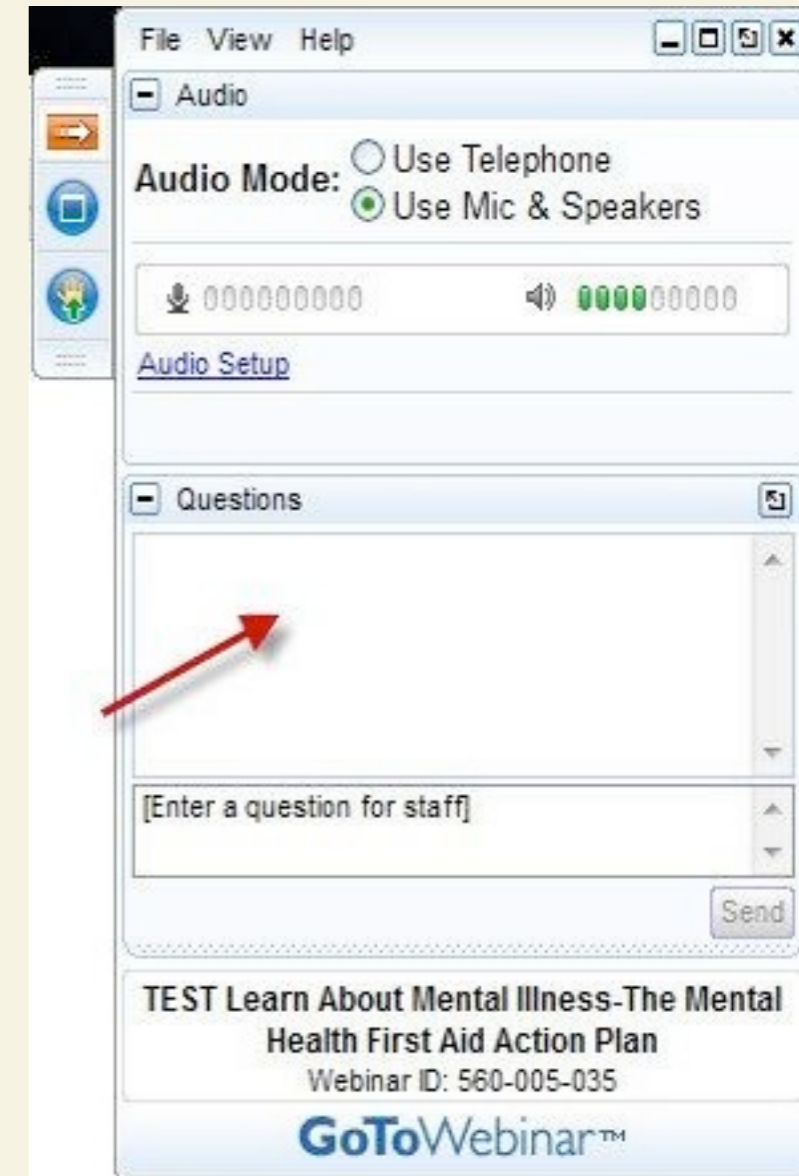 File View Help
Audio
Audio Mode:
Use Telephone
Use Mic & Speakers
Audio Setup
Questions
[Enter a question for staff]
Send
TEST Learn About Mental Illness-The Mental
Health First Aid Action Plan
Webinar ID: 560-005-035
GoToWebinar™